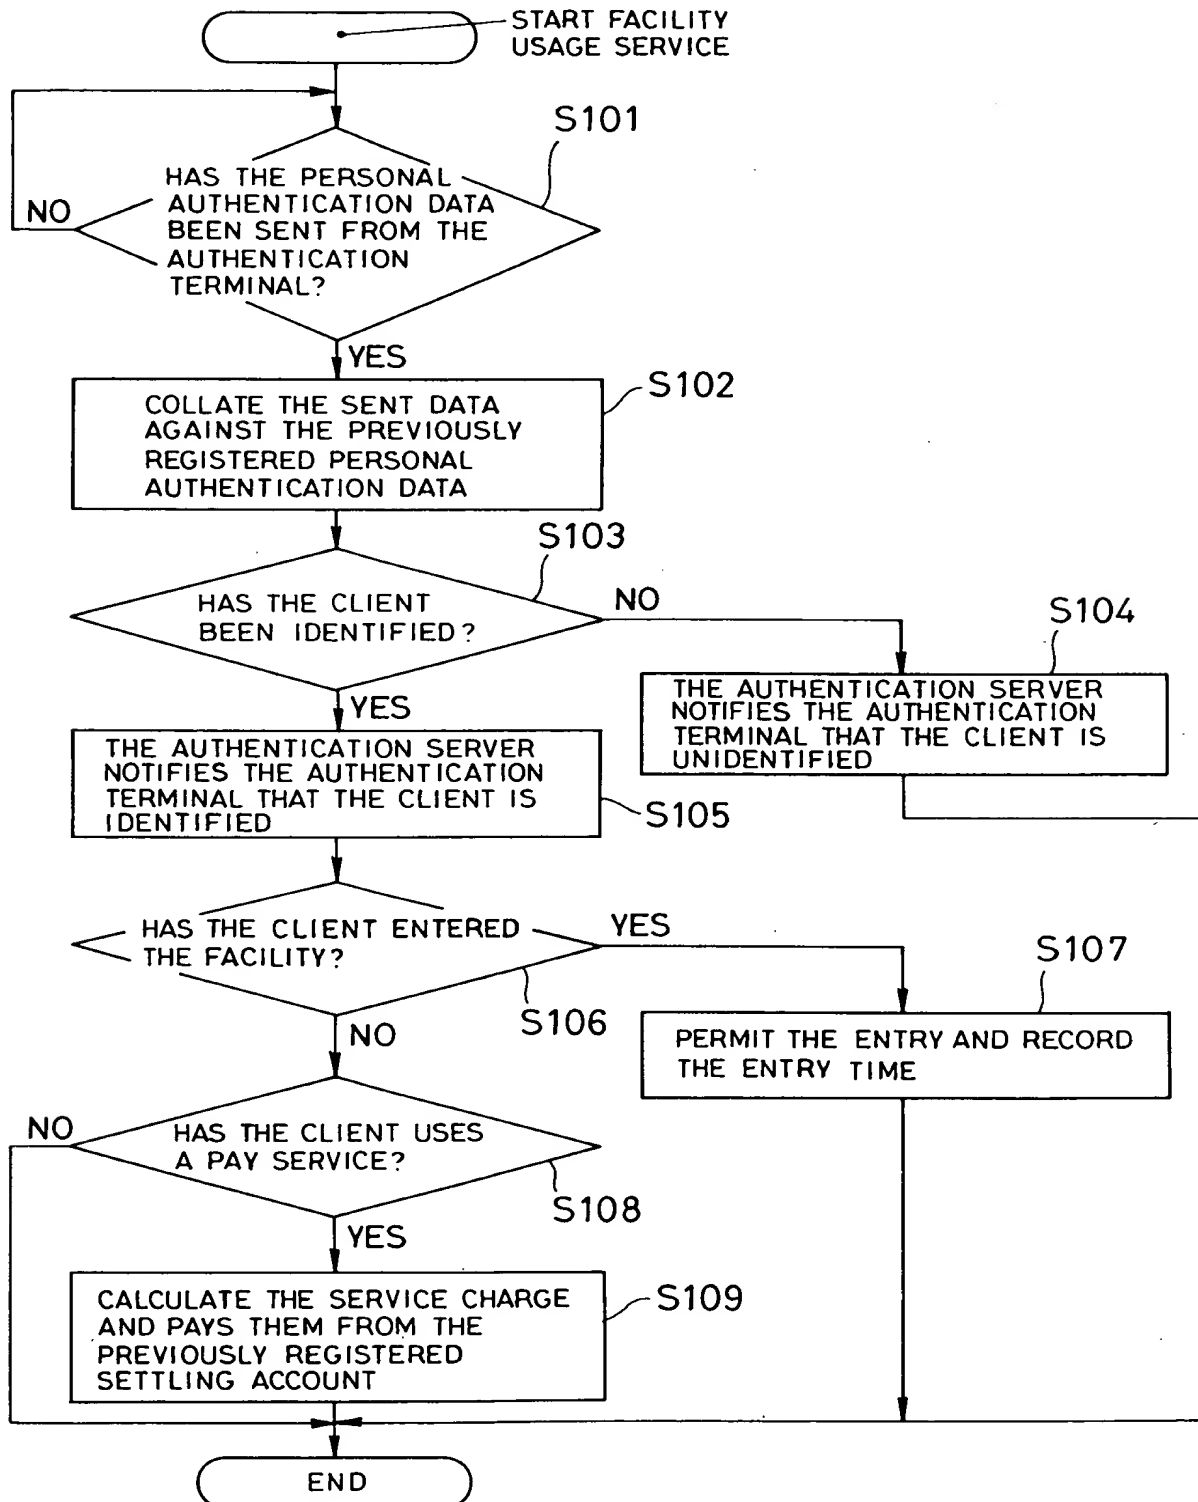 START FACILITY
USAGE SERVICE
S101
HAS THE PERSONAL
AUTHENTICATION DATA
BEEN SENT FROM THE
AUTHENTICATION
TERMINAL?
NO
YES
S102
COLLATE THE SENT DATA
AGAINST THE PREVIOUSLY
REGISTERED PERSONAL
AUTHENTICATION DATA
S103
HAS THE CLIENT
BEEN IDENTIFIED?
NO
S104
THE AUTHENTICATION SERVER
NOTIFIES THE AUTHENTICATION
TERMINAL THAT THE CLIENT IS
UNIDENTIFIED
YES
THE AUTHENTICATION SERVER
NOTIFIES THE AUTHENTICATION
TERMINAL THAT THE CLIENT IS
IDENTIFIED
S105
HAS THE CLIENT ENTERED
THE FACILITY?
YES
S106
S107
PERMIT THE ENTRY AND RECORD
THE ENTRY TIME
NO
NO
HAS THE CLIENT USES
A PAY SERVICE?
S108
YES
S109
CALCULATE THE SERVICE CHARGE
AND PAYS THEM FROM THE
PREVIOUSLY REGISTERED
SETTLING ACCOUNT
END